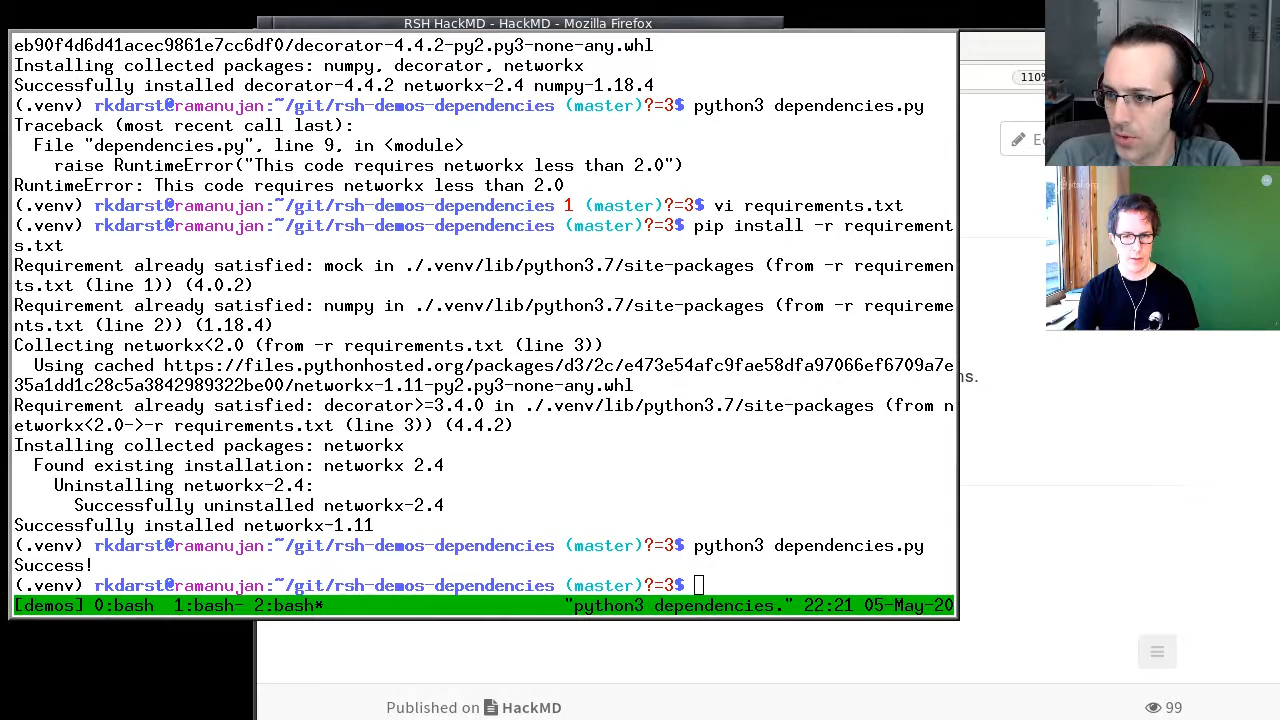 RSH HackMD - HackMD - Mozilla Firefox
eb90f4d6d41acec9861e7cc6df0/decorator-4.4.2-py2.py3-none-any.whl
Installing collected packages: numpy, decorator, networkx
Successfully installed decorator-4.4.2 networkx-2.4 numpy-1.18.4
(.venv) rkdarst@ramanujan:~/git/rsh-demos-dependencies (master)?=3$ python3 dependencies.py
Traceback (most recent call last):
  File "dependencies.py", line 9, in <module>
    raise RuntimeError("This code requires networkx less than 2.0")
RuntimeError: This code requires networkx less than 2.0
(.venv) rkdarst@ramanujan:~/git/rsh-demos-dependencies 1 (master)?=3$ vi requirements.txt
(.venv) rkdarst@ramanujan:~/git/rsh-demos-dependencies (master)?=3$ pip install -r requirement
s.txt
Requirement already satisfied: mock in ./.venv/lib/python3.7/site-packages (from -r requiremen
ts.txt (line 1)) (4.0.2)
Requirement already satisfied: numpy in ./.venv/lib/python3.7/site-packages (from -r requireme
nts.txt (line 2)) (1.18.4)
Collecting networkx<2.0 (from -r requirements.txt (line 3))
  Using cached https://files.pythonhosted.org/packages/d3/2c/e473e54afc9fae58dfa97066ef6709a7e
35a1dd1c28c5a3842989322be00/networkx-1.11-py2.py3-none-any.whl
Requirement already satisfied: decorator>=3.4.0 in ./.venv/lib/python3.7/site-packages (from n
etworkx<2.0->-r requirements.txt (line 3)) (4.4.2)
Installing collected packages: networkx
  Found existing installation: networkx 2.4
    Uninstalling networkx-2.4:
      Successfully uninstalled networkx-2.4
Successfully installed networkx-1.11
(.venv) rkdarst@ramanujan:~/git/rsh-demos-dependencies (master)?=3$ python3 dependencies.py
Success!
(.venv) rkdarst@ramanujan:~/git/rsh-demos-dependencies (master)?=3$
[demos] 0:bash  1:bash- 2:bash* "python3 dependencies." 22:21 05-May-20
110%
ns.
Published on HackMD
99